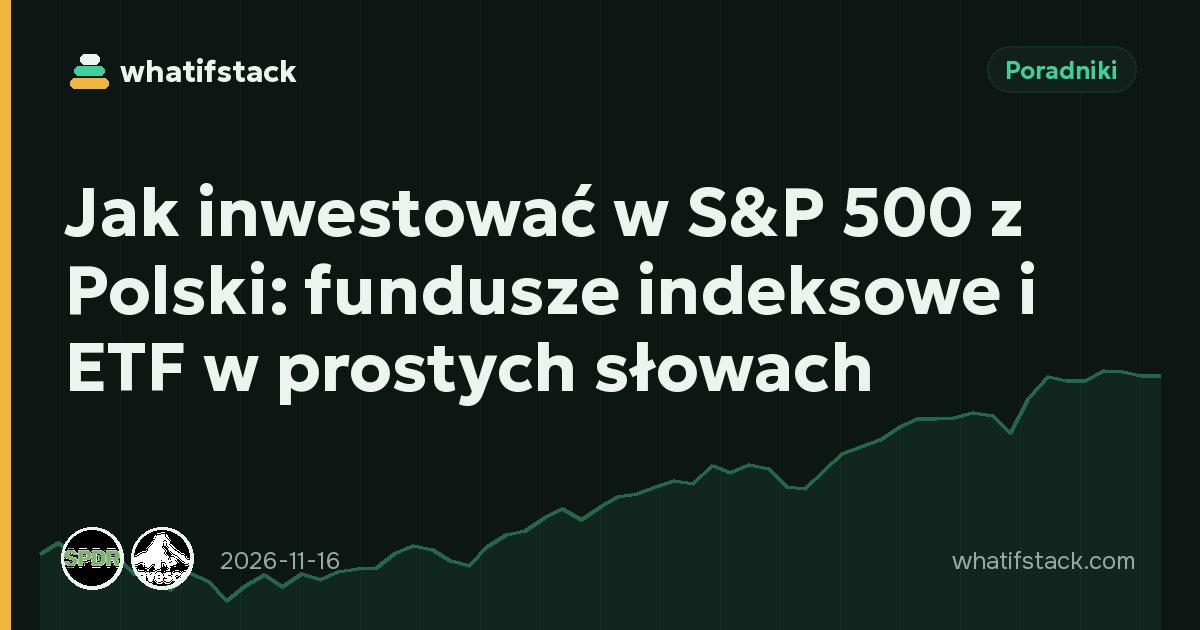 whatifstack
Poradniki
Jak inwestować w S&P 500 z
Polski: fundusze indeksowe i
ETF w prostych słowach
SPDR
2026-11-16
whatifstack.com